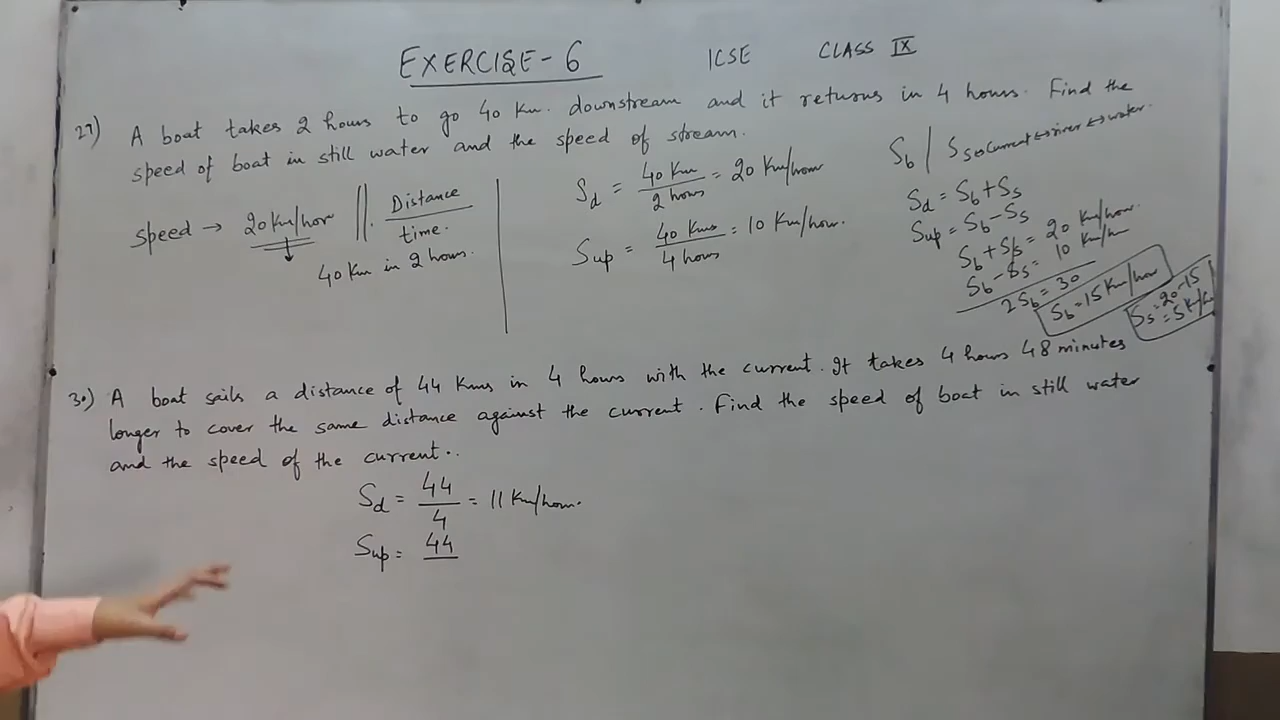 EXERCISE-6 ICSE CLASS IX
27) A boat takes 2 hours to go 40 Km. downstream and it returns in 4 hours. Find the
speed of boat in still water and the speed of stream.
Speed → 20 Km/hor
40 Km in 2 hours.
Distance
time.
Sd = 40 Km / 2 hours = 20 Km/hour
Sup = 40 Kms / 4 hours = 10 Km/hour.
Sb | Ss→current↔river↔water.
Sd = Sb+Ss
Sup = Sb-Ss
Sb+Ss = 20 Km/hour.
Sb-Ss = 10 Km/h
2Sb = 30
Sb=15 Km/hor
Ss=20-15
=5 K/h
30) A boat sails a distance of 44 Kms in 4 hours with the current. It takes 4 hours 48 minutes
longer to cover the same distance against the current. Find the speed of boat in still water
and the speed of the current..
Sd = 44 / 4 = 11 Km/hour.
Sup = 44